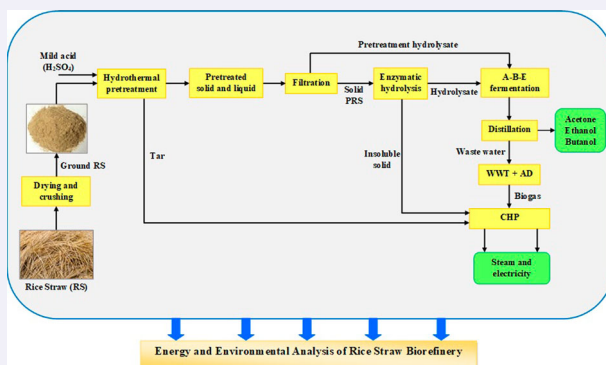 Mild acid
(H₂SO₄)
Hydrothermal
pretreatment
Pretreated
solid and liquid
Filtration
Pretreatment hydrolysate
Solid
PRS
Enzymatic
hydrolysis
Hydrolysate
A-B-E
fermentation
Distillation
Acetone
Ethanol
Butanol
Waste water
WWT + AD
Biogas
CHP
Steam and
electricity
Insoluble
solid
Tar
Ground RS
Drying and
crushing
Rice Straw (RS)
Energy and Environmental Analysis of Rice Straw Biorefinery